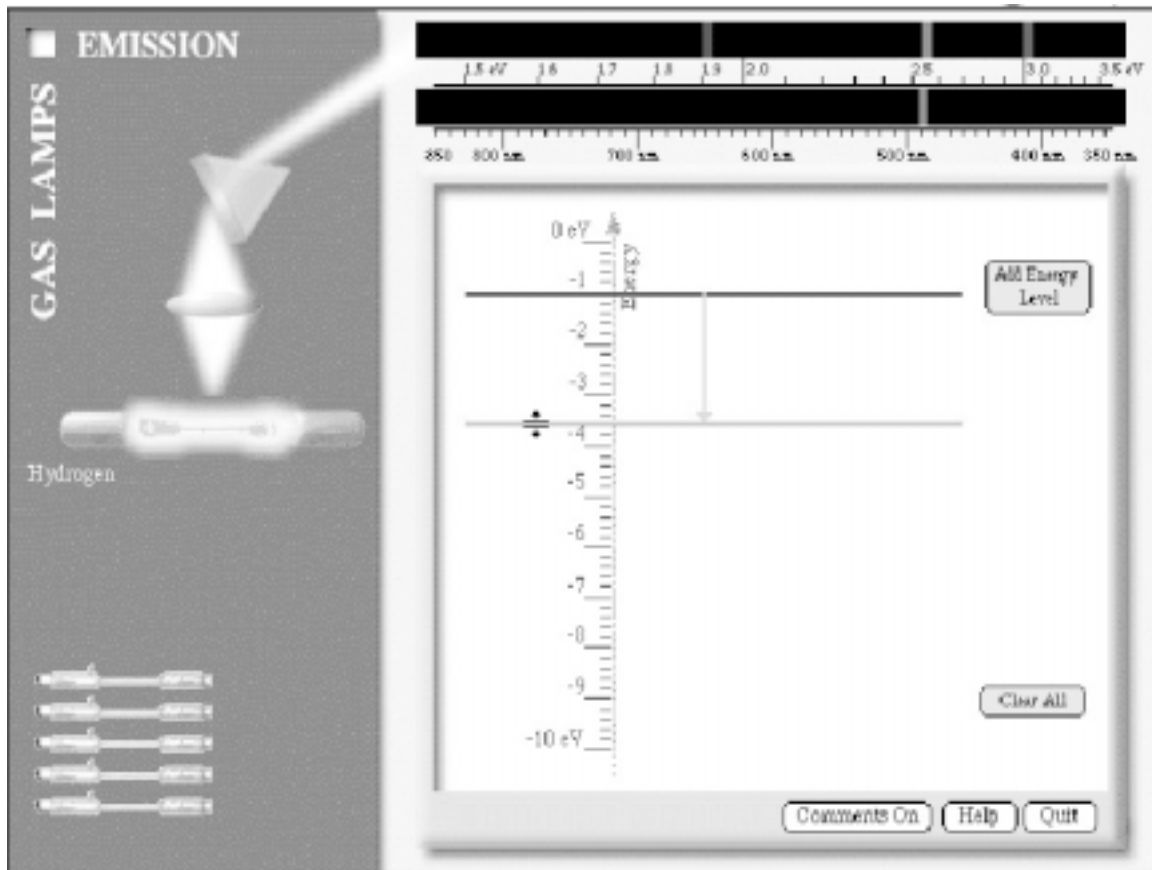 EMISSION
GAS LAMPS
1.5 eV 1.6 1.7 1.8 1.9 2.0 2.5 3.0 3.5 eV
850 800 nm 700 nm 600 nm 500 nm 400 nm 350 nm
0 eV
Energy
-1
-2
-3
-4
-5
-6
-7
-8
-9
-10 eV
Add Energy
Level
Hydrogen
Clear All
Comments On Help Quit